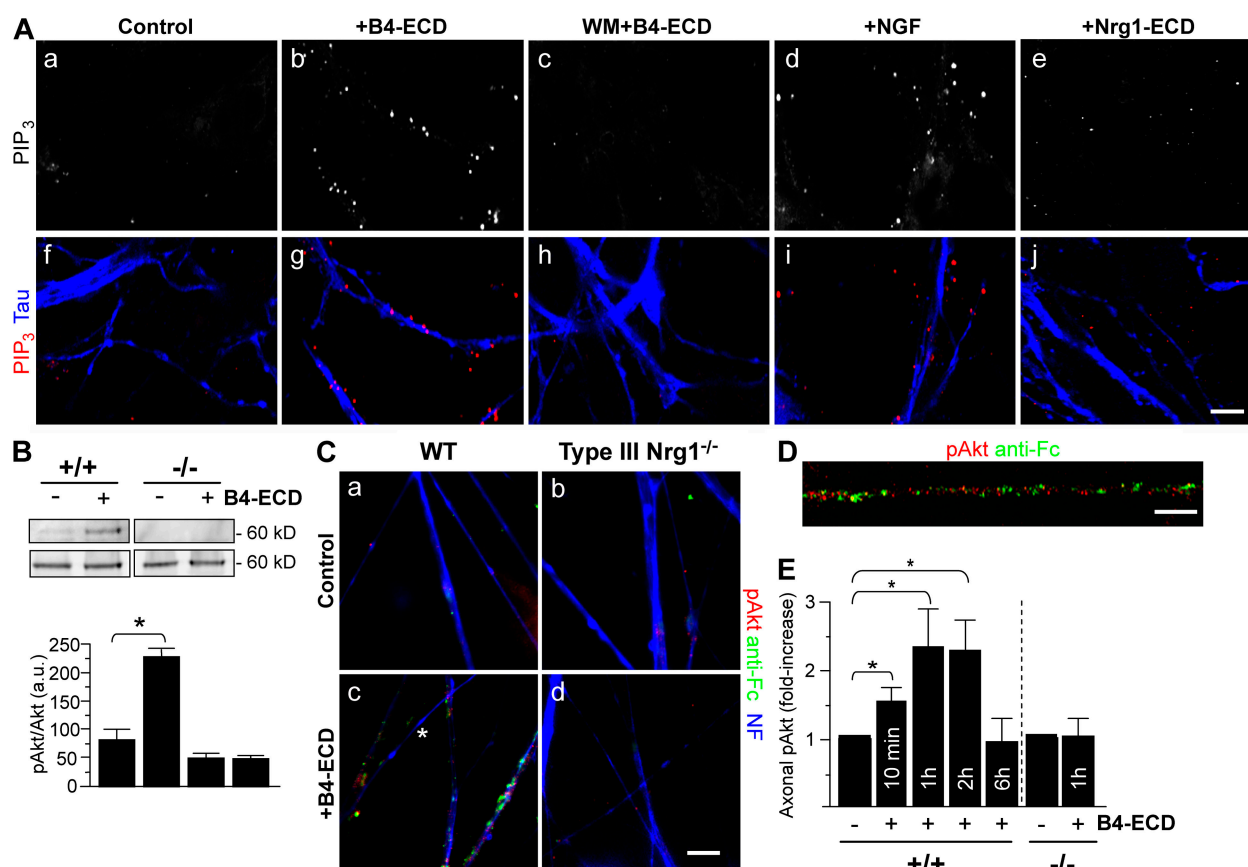 A Control +B4-ECD WM+B4-ECD +NGF +Nrg1-ECD
PIP3
a b c d e
PIP3 Tau
f g h i j
B
+/+ -/-
- + - + B4-ECD
- 60 kD
- 60 kD
pAkt/Akt (a.u.)
250
200
150
100
50
0
*
C WT Type III Nrg1-/-
Control
a b
+B4-ECD
c d
*
pAkt anti-Fc NF
D pAkt anti-Fc
E
Axonal pAkt (fold-increase)
3
2
1
* * *
10 min 1h 2h 6h 1h
- + + + + - + B4-ECD
+/+ -/-